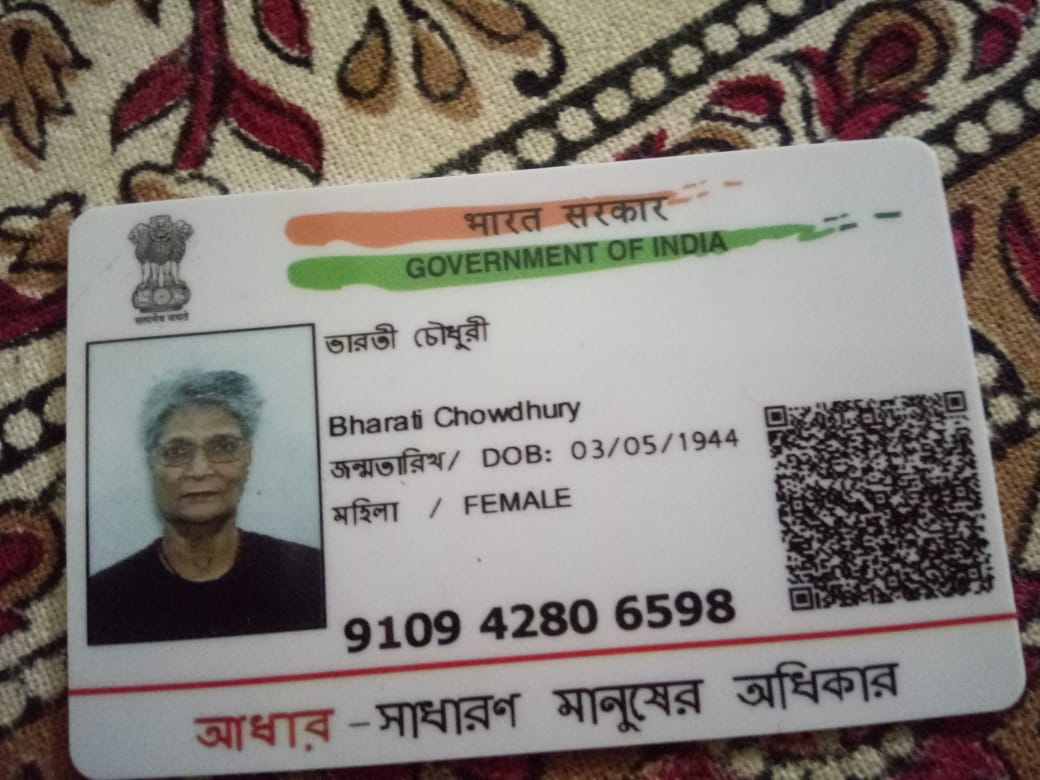 भारत सरकार
GOVERNMENT OF INDIA
सत्यमेव जयते
ভারতী চৌধুরী
Bharati Chowdhury
জন্মতারিখ/ DOB: 03/05/1944
মহিলা / FEMALE
9109 4280 6598
আধার – সাধারণ মানুষের অধিকার